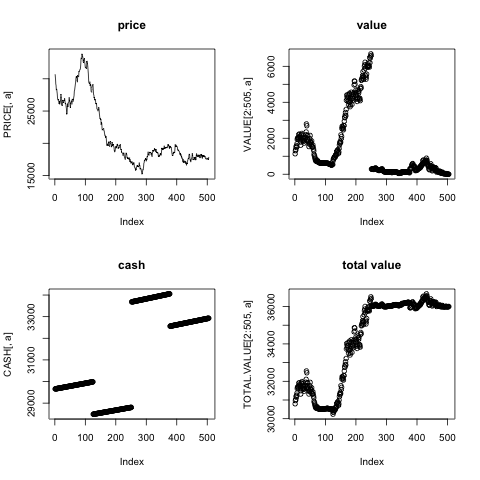 price
PRICE[, a]
25000
15000
0 100 200 300 400 500
Index
value
VALUE[2:505, a]
6000
4000
2000
0
0 100 200 300 400 500
Index
cash
CASH[, a]
33000
31000
29000
0 100 200 300 400 500
Index
total value
TOTAL.VALUE[2:505, a]
36000
34000
32000
30000
0 100 200 300 400 500
Index